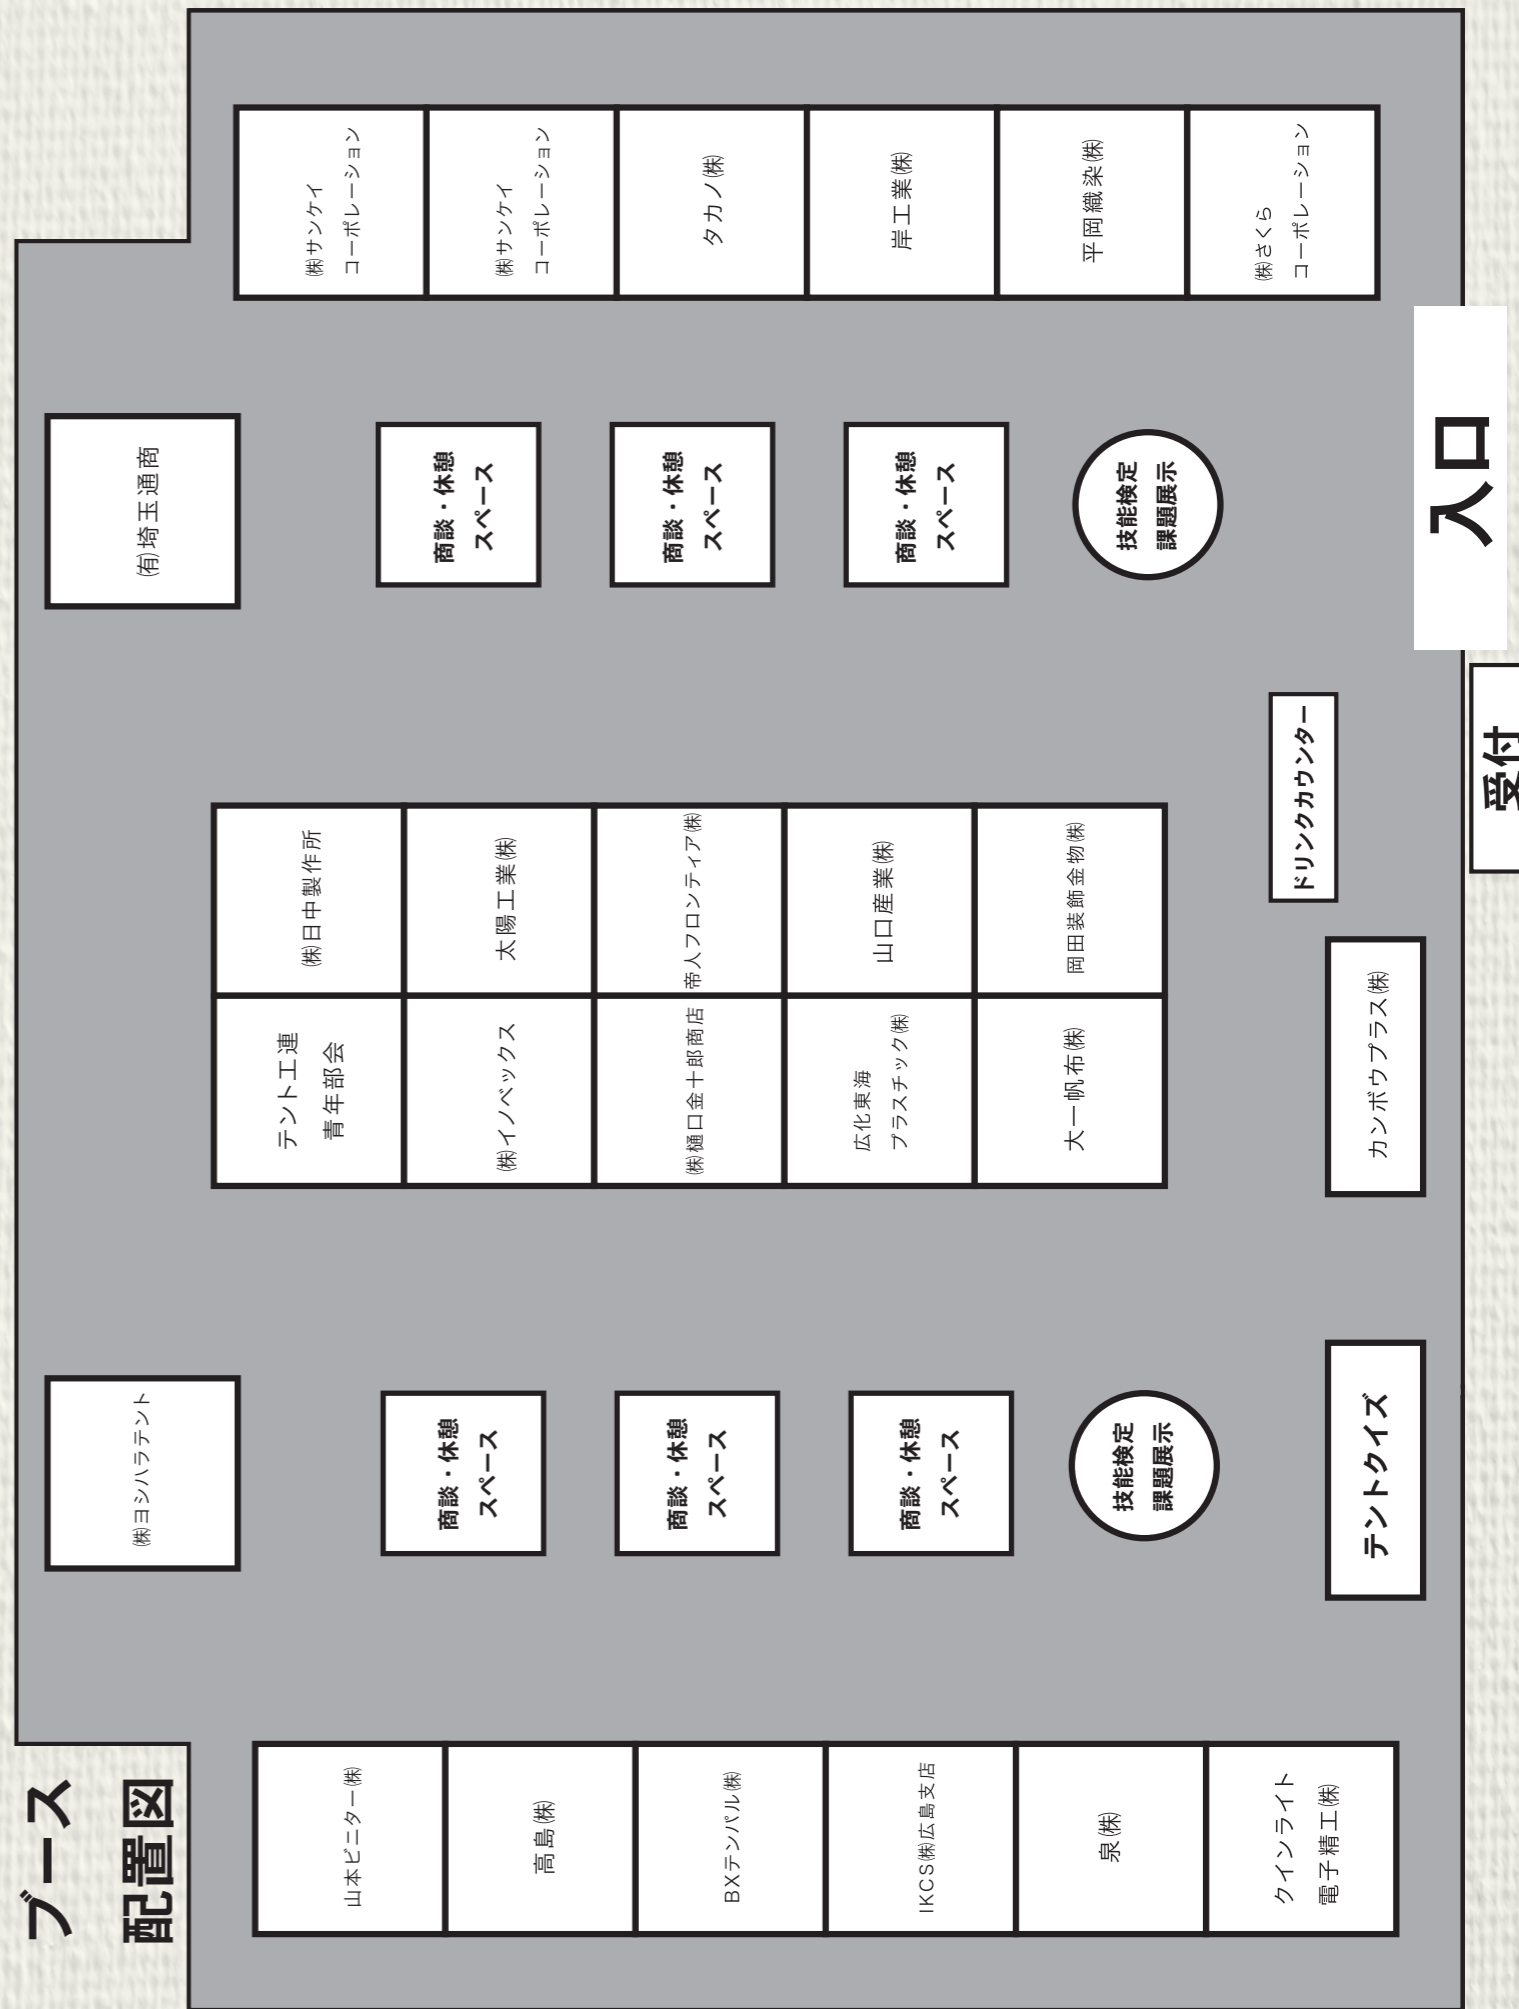 ブース
配置図
㈱ヨシハラテント
㈲埼玉通商
山本ビニター㈱
高島㈱
BXテンパル㈱
IKCS㈱広島支店
泉㈱
クインライト
電子精工㈱
商談・休憩
スペース
商談・休憩
スペース
商談・休憩
スペース
技能検定
課題展示
テントクイズ
テント工連
青年部会
㈱イノベックス
㈱樋口金十郎商店
広化東海
プラスチック㈱
大一帆布㈱
㈱日中製作所
太陽工業㈱
帝人フロンティア㈱
山口産業㈱
岡田装飾金物㈱
カンボウプラス㈱
ドリンクカウンター
商談・休憩
スペース
商談・休憩
スペース
商談・休憩
スペース
技能検定
課題展示
㈱サンケイ
コーポレーション
㈱サンケイ
コーポレーション
タカノ㈱
岸工業㈱
平岡織染㈱
㈱さくら
コーポレーション
入口
受付